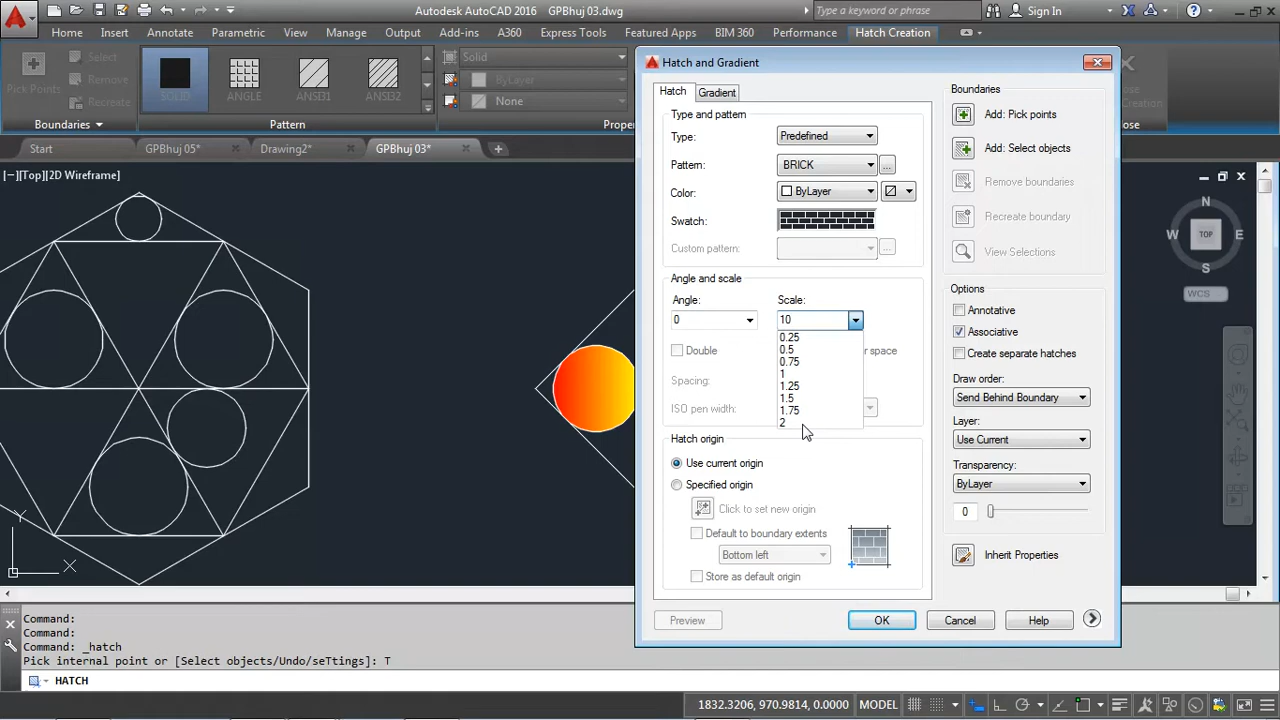 Autodesk AutoCAD 2016 GPBhuj 03.dwg
Type a keyword or phrase
Sign In
Home Insert Annotate Parametric View Manage Output Add-ins A360 Express Tools Featured Apps BIM 360 Performance Hatch Creation
Pick Points
Select
Remove
Recreate
Boundaries
SOLID
ANGLE
ANSI31
ANSI32
Pattern
Solid
ByLayer
None
Start GPBhuj 05* Drawing2* GPBhuj 03*
[−][Top][2D Wireframe]
Hatch and Gradient
Hatch Gradient
Type and pattern
Type: Predefined
Pattern: BRICK
Color: ByLayer
Swatch:
Custom pattern:
Angle and scale
Angle: Scale:
0 10
0.25
0.5
0.75
1
1.25
1.5
1.75
2
Double
Spacing:
ISO pen width:
Hatch origin
Use current origin
Specified origin
Click to set new origin
Default to boundary extents
Bottom left
Store as default origin
Boundaries
Add: Pick points
Add: Select objects
Remove boundaries
Recreate boundary
View Selections
Options
Annotative
Associative
Create separate hatches
Draw order:
Send Behind Boundary
Layer:
Use Current
Transparency:
ByLayer
0
Inherit Properties
Preview OK Cancel Help
N
W TOP E
S
WCS
Y
X
Command:
Command:
Command: _hatch
Pick internal point or [Select objects/Undo/seTtings]: T
HATCH
1832.3206, 970.9814, 0.0000 MODEL